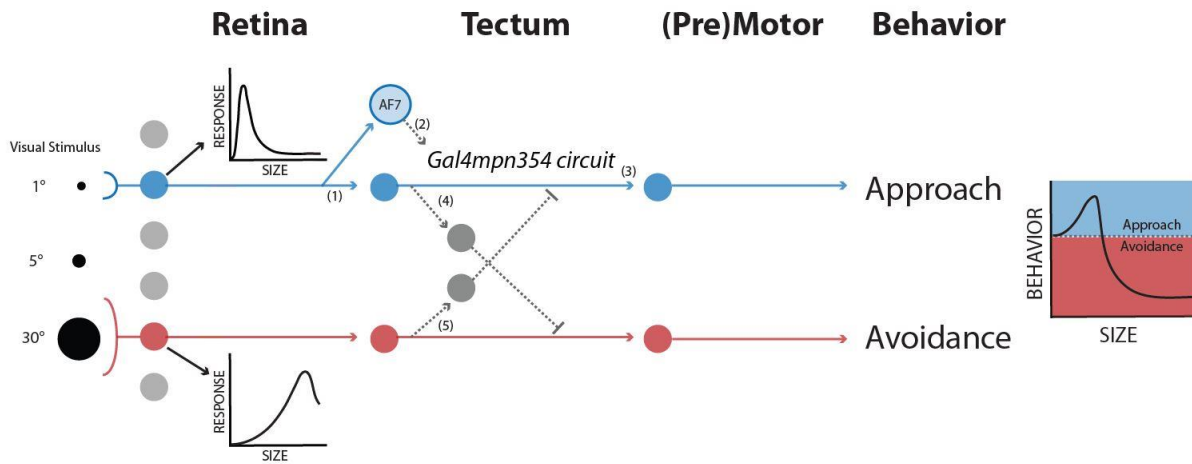 Retina Tectum (Pre)Motor Behavior
RESPONSE
SIZE
AF7
(2)
Visual Stimulus
Gal4mpn354 circuit
1°
(1)
(3)
Approach
(4)
5°
BEHAVIOR
Approach
Avoidance
SIZE
30°
(5)
Avoidance
RESPONSE
SIZE